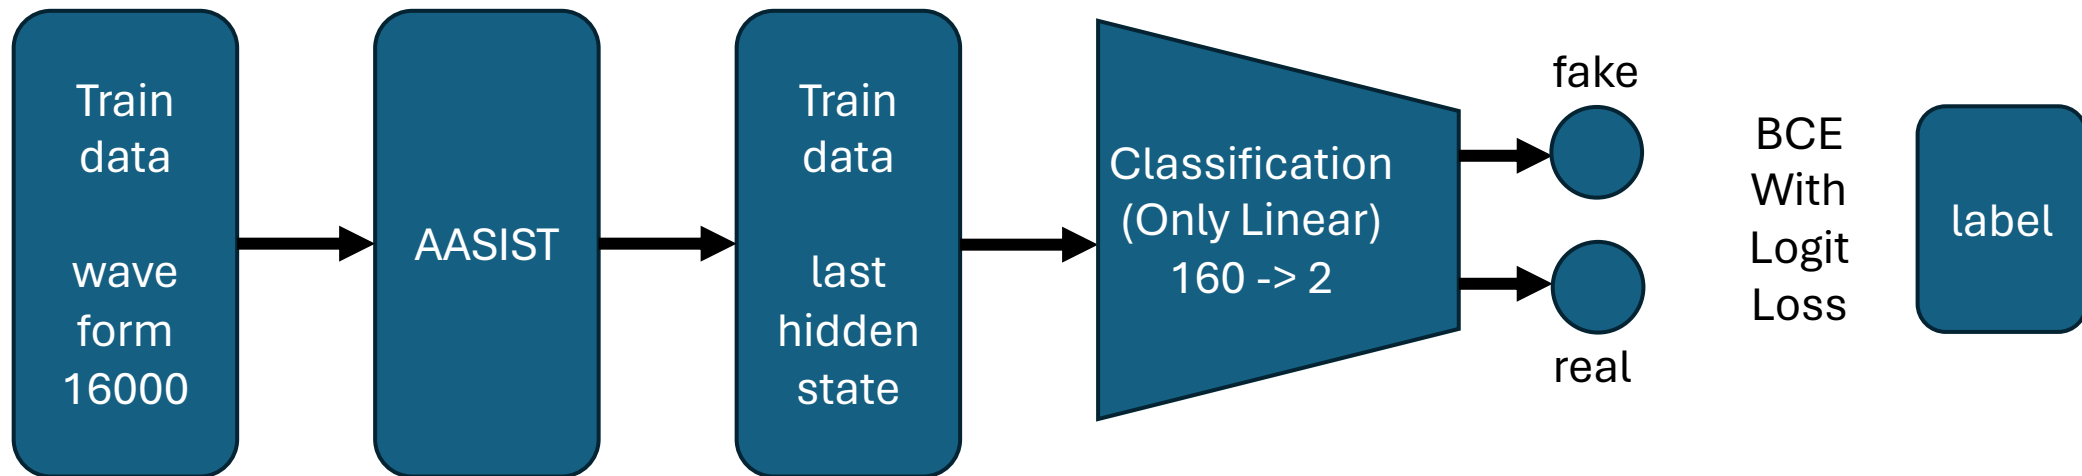 Train
data
wave
form
16000
AASIST
Train
data
last
hidden
state
Classification
(Only Linear)
160 -> 2
fake
real
BCE
With
Logit
Loss
label